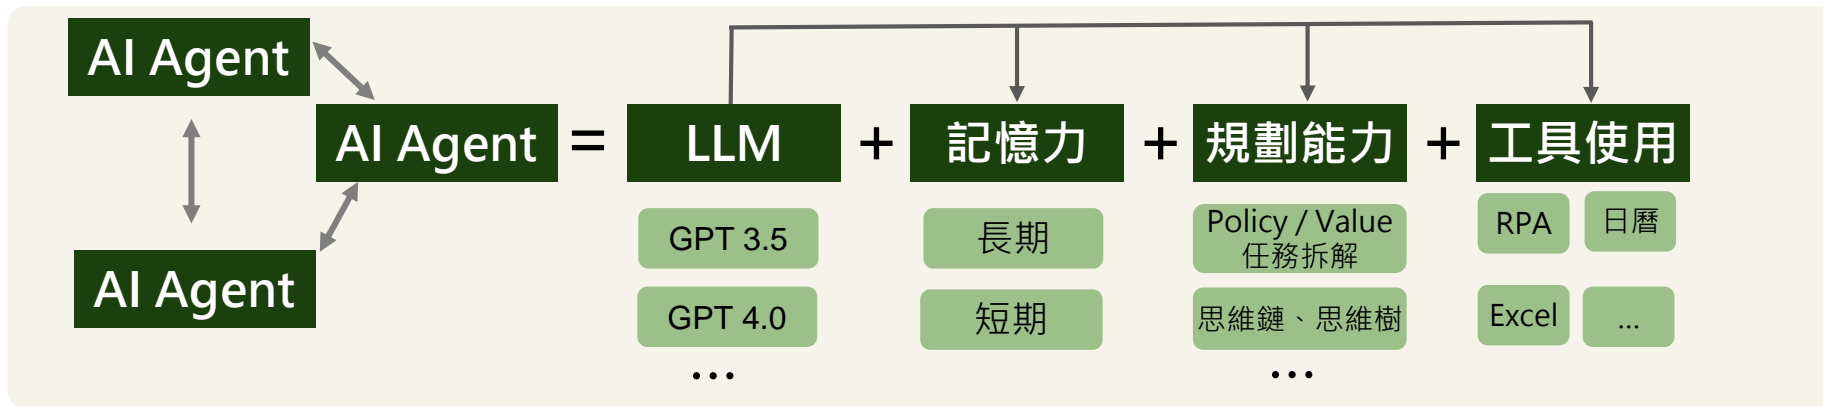 AI Agent
AI Agent
AI Agent
=
LLM
+
記憶力
+
規劃能力
+
工具使用
GPT 3.5
GPT 4.0
...
長期
短期
Policy / Value
任務拆解
思維鏈、思維樹
...
RPA
日曆
Excel
...